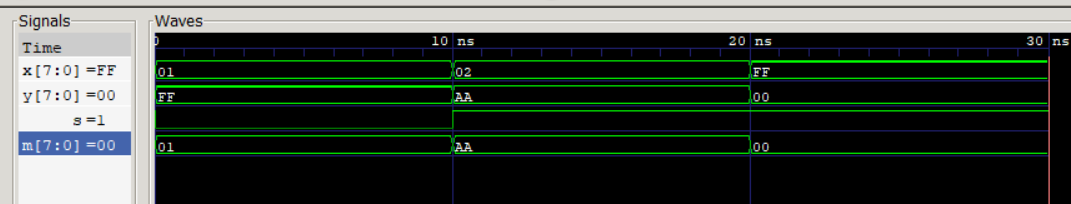 Signals Waves
Time 0 10 ns 20 ns 30 ns
x[7:0] =FF 01 02 FF
y[7:0] =00 FF AA 00
s =1
m[7:0] =00 01 AA 00